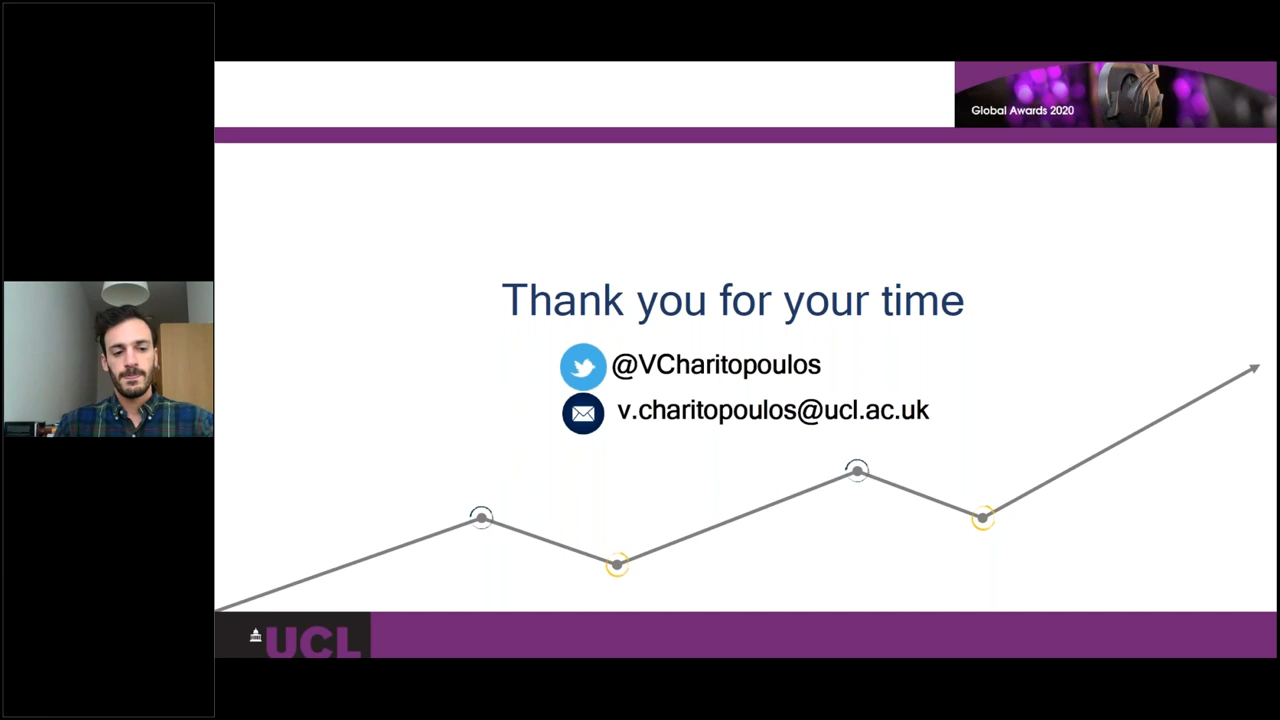 Global Awards 2020
Thank you for your time
@VCharitopoulos
v.charitopoulos@ucl.ac.uk
UCL